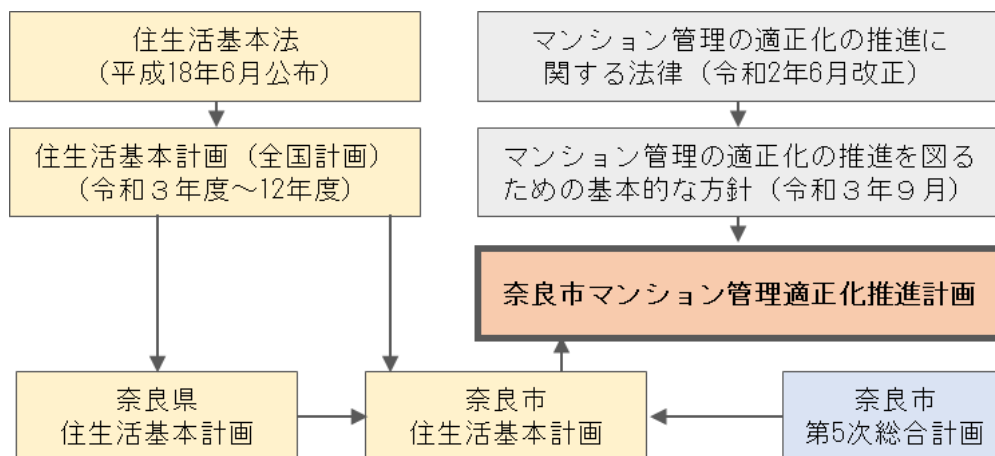 住生活基本法
（平成18年6月公布）
マンション管理の適正化の推進に
関する法律（令和2年6月改正）
住生活基本計画（全国計画）
（令和３年度～12年度）
マンション管理の適正化の推進を図る
ための基本的な方針（令和３年９月）
奈良市マンション管理適正化推進計画
奈良県
住生活基本計画
奈良市
住生活基本計画
奈良市
第5次総合計画